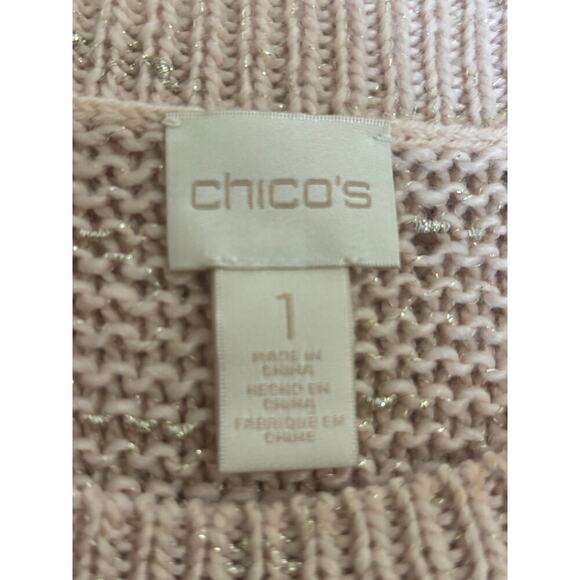 chico's
1
MADE IN
CHINA
HECHO EN
CHINA
FABRIQUE EN
CHINE